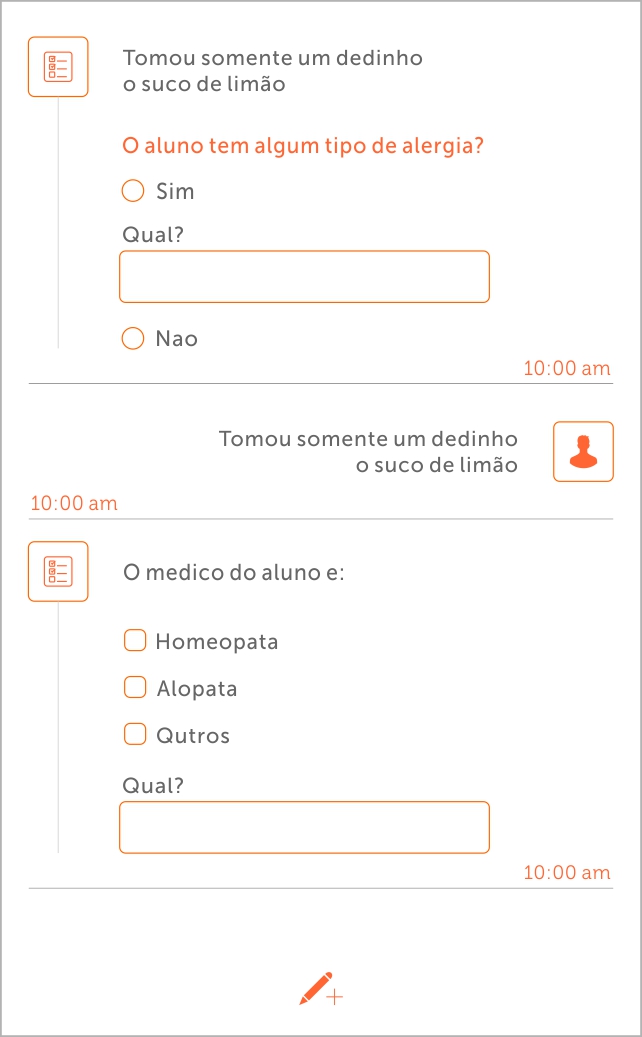 Tomou somente um dedinho
o suco de limão
O aluno tem algum tipo de alergia?
Sim
Qual?
Nao
10:00 am
Tomou somente um dedinho
o suco de limão
10:00 am
O medico do aluno e:
Homeopata
Alopata
Qutros
Qual?
10:00 am